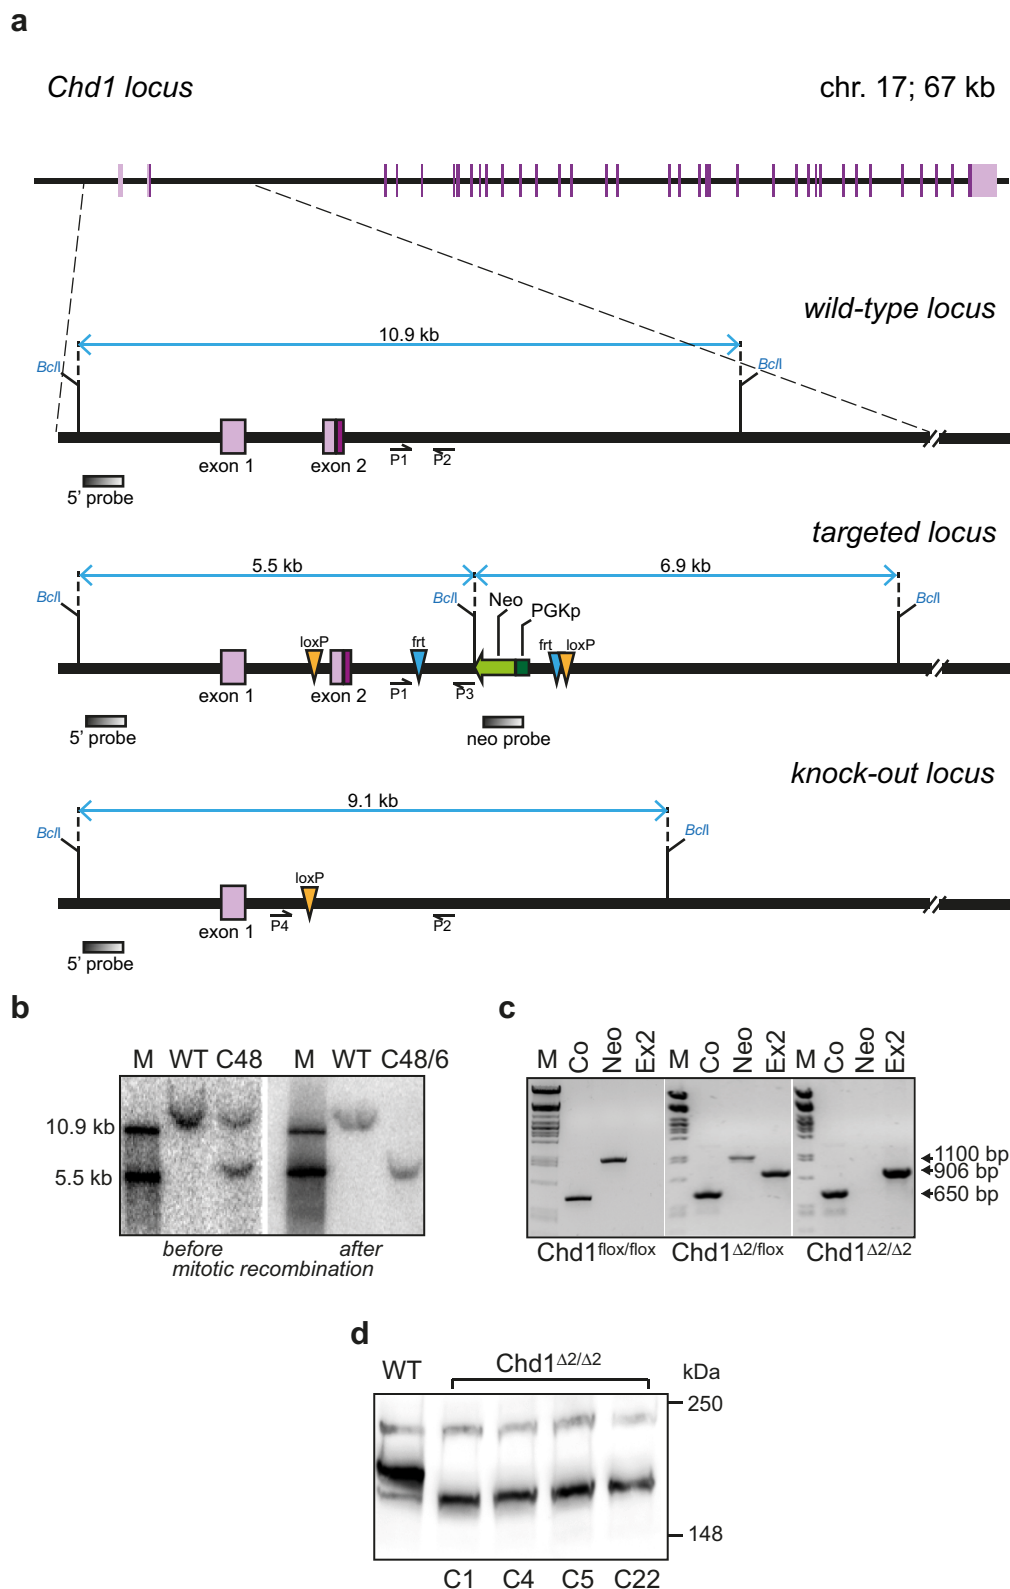 a
Chd1 locus
chr. 17; 67 kb
wild-type locus
10.9 kb
BclI
BclI
exon 1
exon 2
P1
P2
5' probe
targeted locus
5.5 kb
6.9 kb
BclI
BclI
BclI
Neo
PGKp
loxP
frt
frt
loxP
exon 1
exon 2
P1
P3
5' probe
neo probe
knock-out locus
9.1 kb
BclI
BclI
loxP
exon 1
P4
P2
5' probe
b
M WT C48
M WT C48/6
10.9 kb
5.5 kb
before
after
mitotic recombination
c
M Co Neo Ex2
M Co Neo Ex2
M Co Neo Ex2
1100 bp
906 bp
650 bp
Chd1flox/flox
Chd1Δ2/flox
Chd1Δ2/Δ2
d
WT
Chd1Δ2/Δ2
kDa
250
148
C1 C4 C5 C22